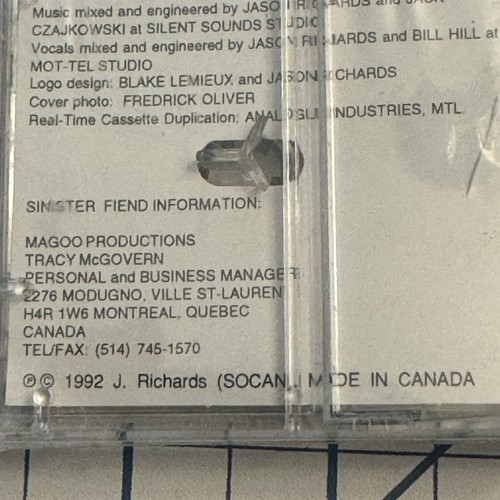 Music mixed and engineered by JASON RICHARDS and JACK
CZAJKOWSKI at SILENT SOUNDS STUDIO
Vocals mixed and engineered by JASON RICHARDS and BILL HILL at
MOT-TEL STUDIO
Logo design: BLAKE LEMIEUX and JASON RICHARDS
Cover photo: FREDRICK OLIVER
Real-Time Cassette Duplication: ANALOGUE INDUSTRIES, MTL
SINISTER FIEND INFORMATION:
MAGOO PRODUCTIONS
TRACY McGOVERN
PERSONAL and BUSINESS MANAGER
2276 MODUGNO, VILLE ST-LAURENT
H4R 1W6 MONTREAL, QUEBEC
CANADA
TEL/FAX: (514) 745-1570
℗© 1992 J. Richards (SOCAN) MADE IN CANADA